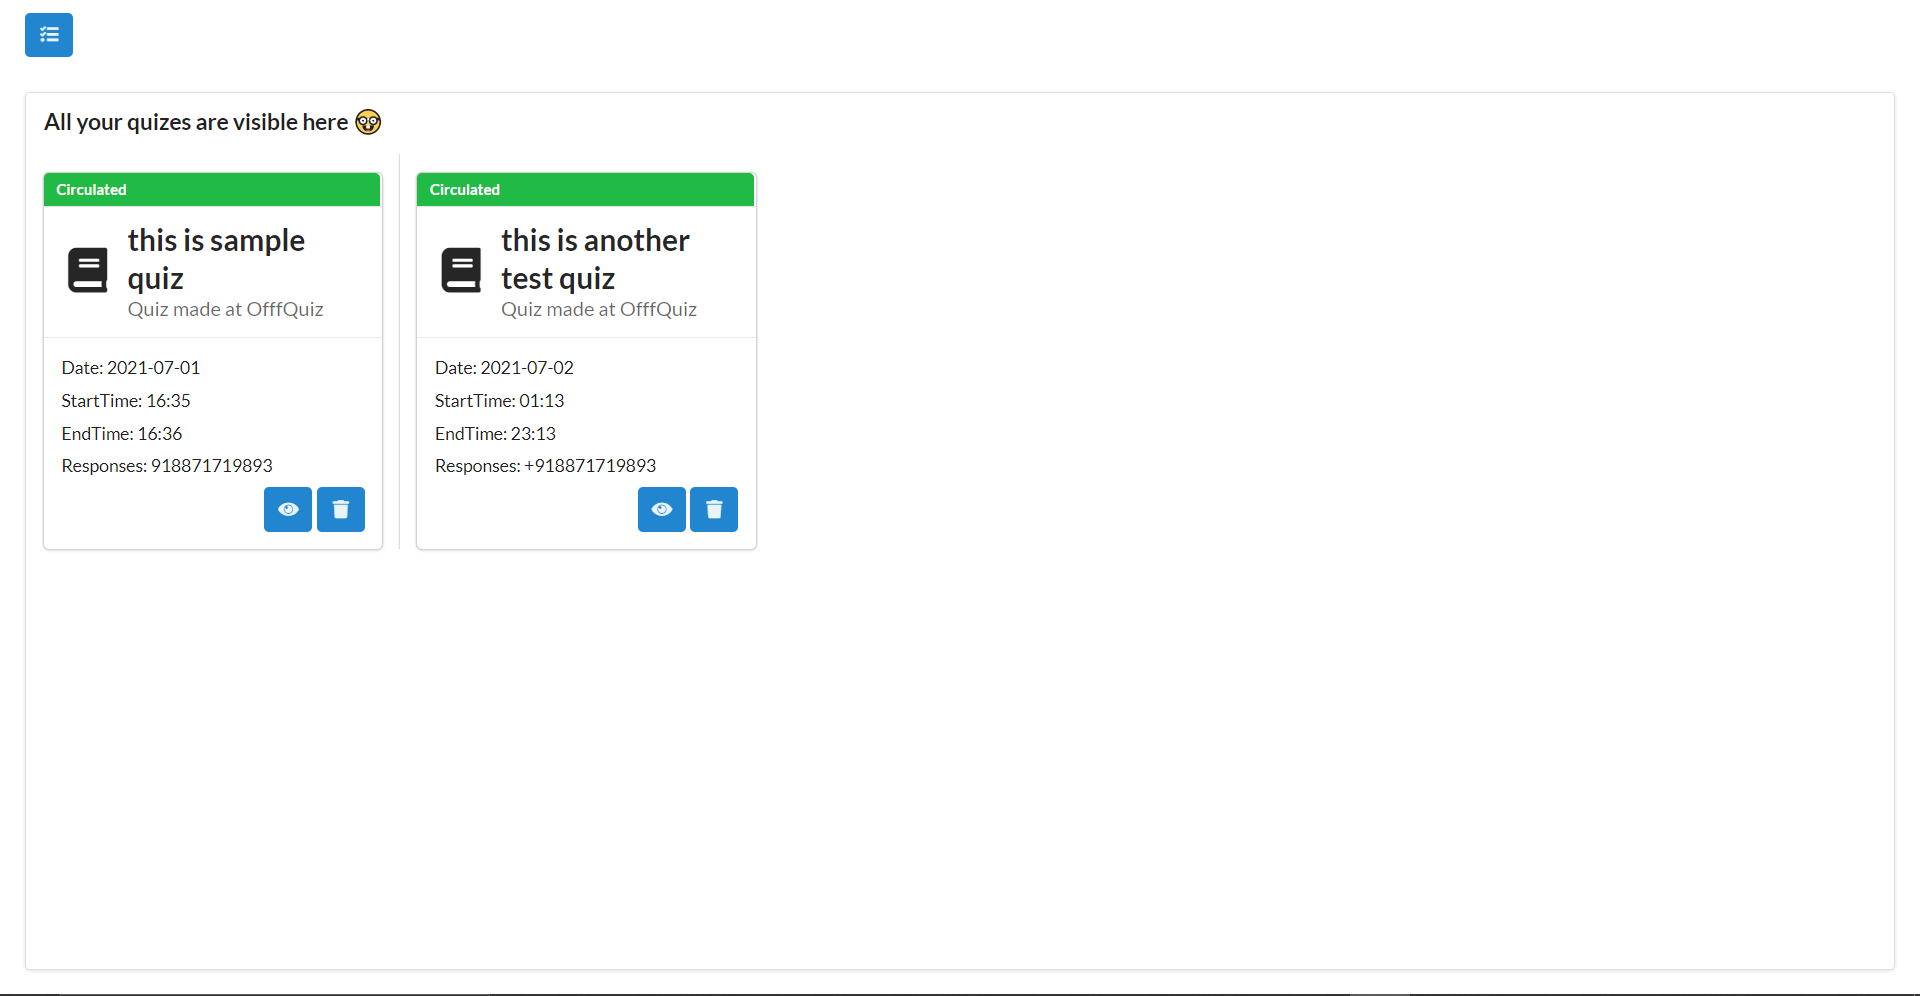 All your quizes are visible here 🤓
Circulated
this is sample
quiz
Quiz made at OfffQuiz
Date: 2021-07-01
StartTime: 16:35
EndTime: 16:36
Responses: 918871719893
Circulated
this is another
test quiz
Quiz made at OfffQuiz
Date: 2021-07-02
StartTime: 01:13
EndTime: 23:13
Responses: +918871719893